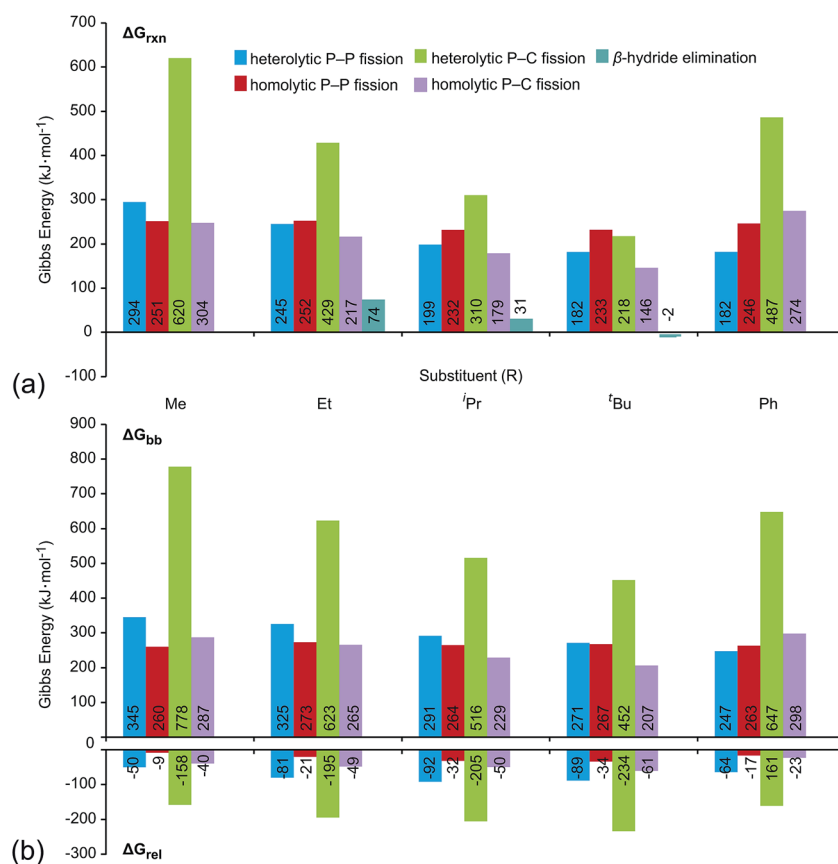 700
ΔGrxn
600
heterolytic P–P fission
heterolytic P–C fission
β-hydride elimination
homolytic P–P fission
homolytic P–C fission
500
400
300
200
100
0
-100
Gibbs Energy (kJ·mol-1)
294 251 620 304
245 252 429 217 74
199 232 310 179 31
182 233 218 146 -2
182 246 487 274
(a)
Substituent (R)
Me Et iPr tBu Ph
900
ΔGbb
800
700
600
500
400
300
200
100
0
Gibbs Energy (kJ·mol-1)
345 260 778 287
325 273 623 265
291 264 516 229
271 267 452 207
247 263 647 298
-50 -9 -158 -40
-81 -21 -195 -49
-92 -32 -205 -50
-89 -34 -234 -61
-64 -17 161 -23
-100
-200
-300
(b)
ΔGrel